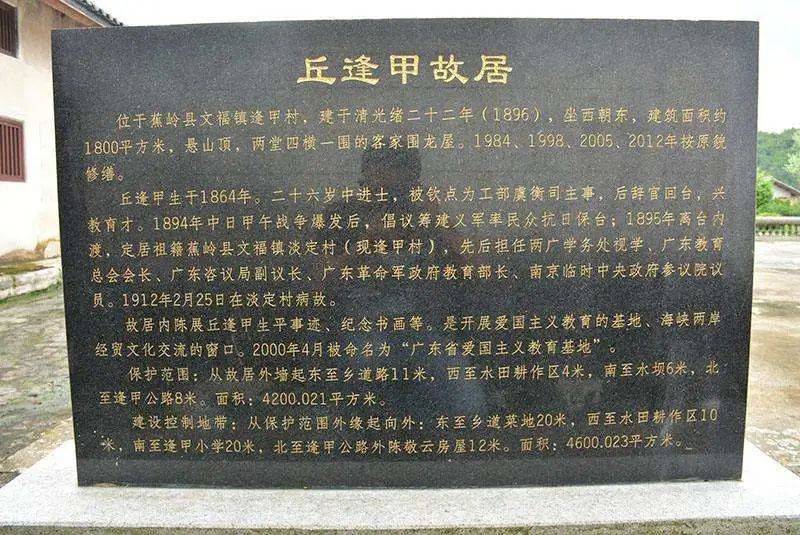 丘逢甲故居
位于蕉岭县文福镇逢甲村，建于清光绪二十二年（1896），坐西朝东，建筑面积约
1800平方米，悬山顶，两堂四横一围的客家围龙屋。1984、1998、2005、2012年按原貌
修缮。
丘逢甲生于1864年。二十六岁中进士，被钦点为工部虞衡司主事，后辞官回台，兴
教育才。1894年中日甲午战争爆发后，倡议筹建义军率民众抗日保台；1895年离台内
渡，定居祖籍蕉岭县文福镇淡定村（现逢甲村），先后担任两广学务处视学、广东教育
总会会长、广东咨议局副议长、广东革命军政府教育部长、南京临时中央政府参议院议
员。1912年2月25日在淡定村病故。
故居内陈展丘逢甲生平事迹、纪念书画等。是开展爱国主义教育的基地、海峡两岸
经贸文化交流的窗口。2000年4月被命名为“广东省爱国主义教育基地”。
保护范围：从故居外墙起东至乡道路11米，西至水田耕作区4米，南至水坝6米，北
至逢甲公路8米。面积：4200.021平方米。
建设控制地带：从保护范围外缘起向外：东至乡道菜地20米，西至水田耕作区10
米，南至逢甲小学20米，北至逢甲公路外陈敬云房屋12米。面积：4600.023平方米。